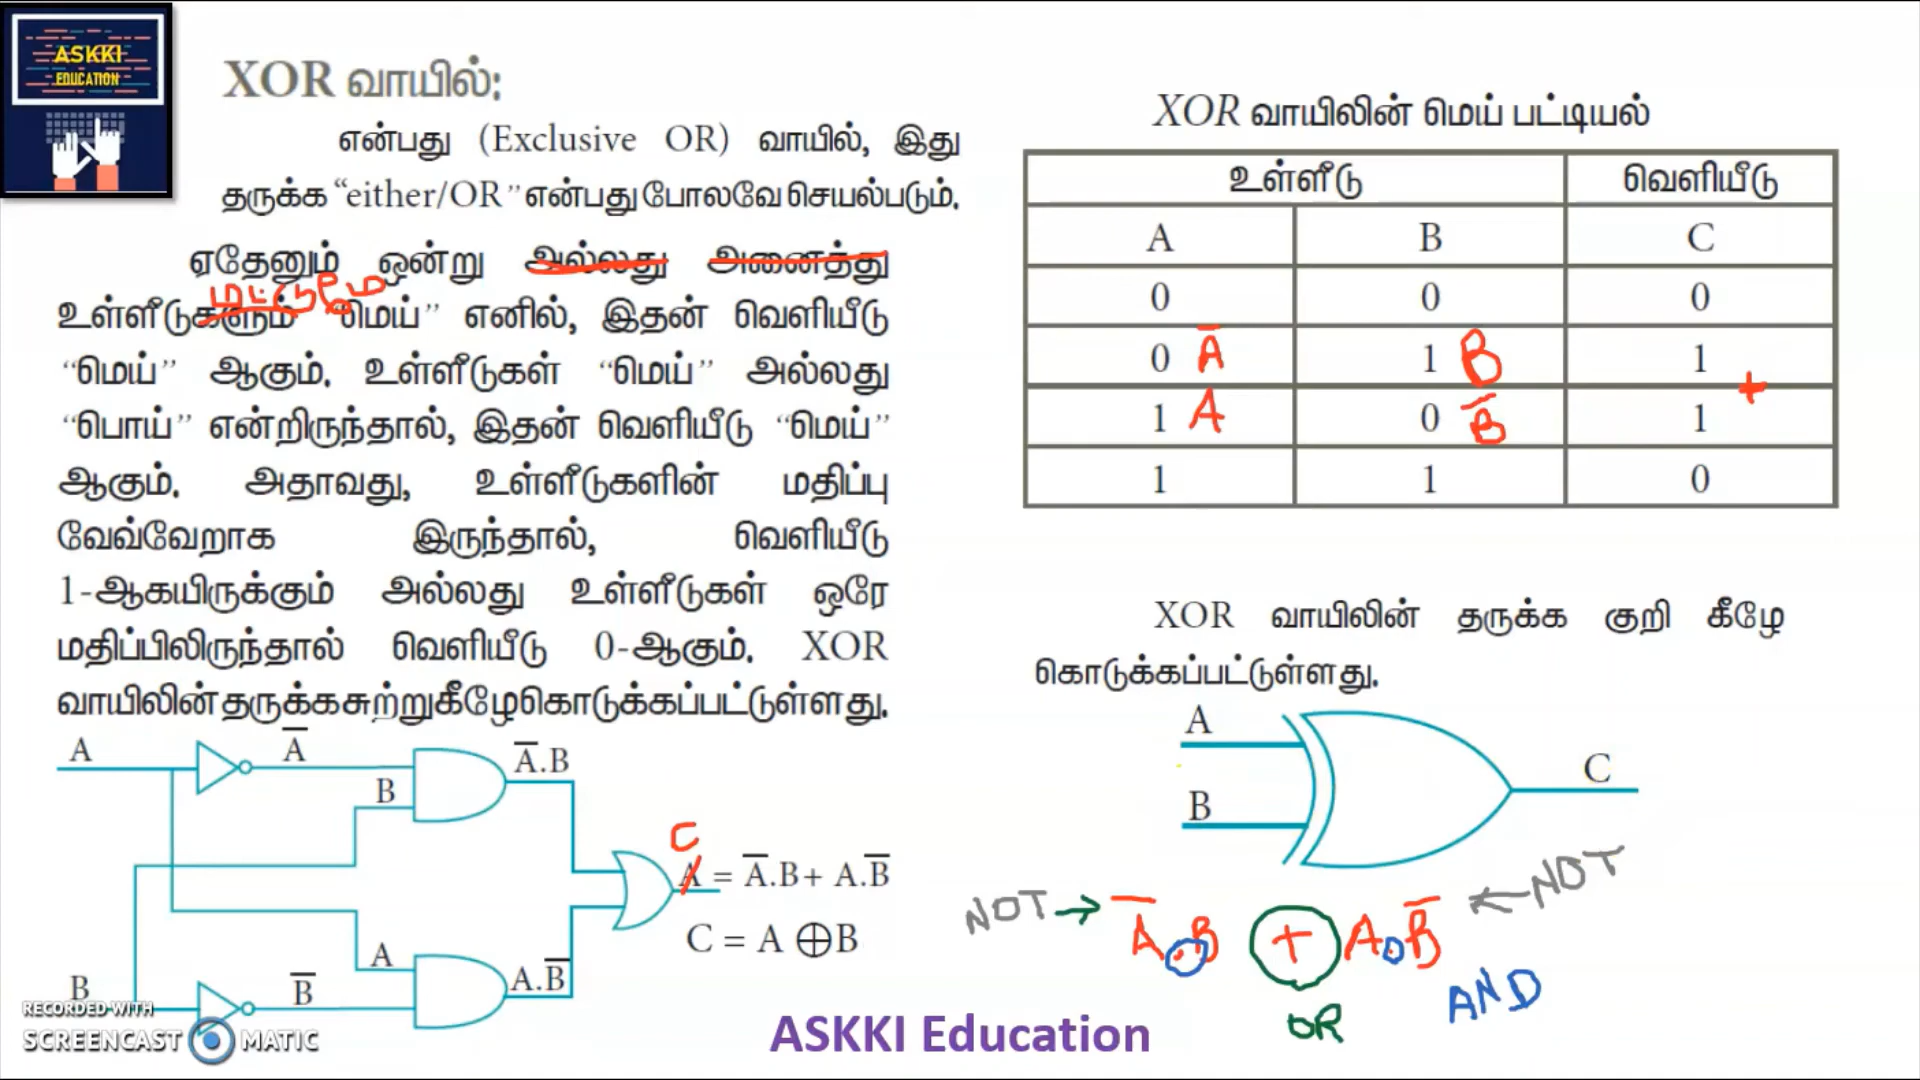 ASKKI
EDUCATION
XOR வாயில்:
என்பது (Exclusive OR) வாயில், இது
தருக்க “either/OR” என்பது போலவே செயல்படும்.
ஏதேனும் ஒன்று அல்லது அனைத்து
மட்டுமே
உள்ளீடுகளும் “மெய்” எனில், இதன் வெளியீடு
“மெய்” ஆகும். உள்ளீடுகள் “மெய்” அல்லது
“பொய்” என்றிருந்தால், இதன் வெளியீடு “மெய்”
ஆகும். அதாவது, உள்ளீடுகளின் மதிப்பு
வேவ்வேறாக இருந்தால், வெளியீடு
1-ஆகயிருக்கும் அல்லது உள்ளீடுகள் ஒரே
மதிப்பிலிருந்தால் வெளியீடு 0-ஆகும். XOR
வாயிலின் தருக்க சுற்று கீழே கொடுக்கப்பட்டுள்ளது.
A A̅ A̅.B
B
C
A = A̅.B + A.B̅
C = A ⊕ B
A A.B̅
B B̅
XOR வாயிலின் மெய் பட்டியல்
உள்ளீடு வெளியீடு
A B C
0 0 0
0 A̅ 1 B 1
+
1 A 0 B̅ 1
1 1 0
XOR வாயிலின் தருக்க குறி கீழே
கொடுக்கப்பட்டுள்ளது.
A
C
B
NOT → A̅.B + A.B̅ ← NOT
OR AND
RECORDED WITH
SCREENCAST MATIC
ASKKI Education